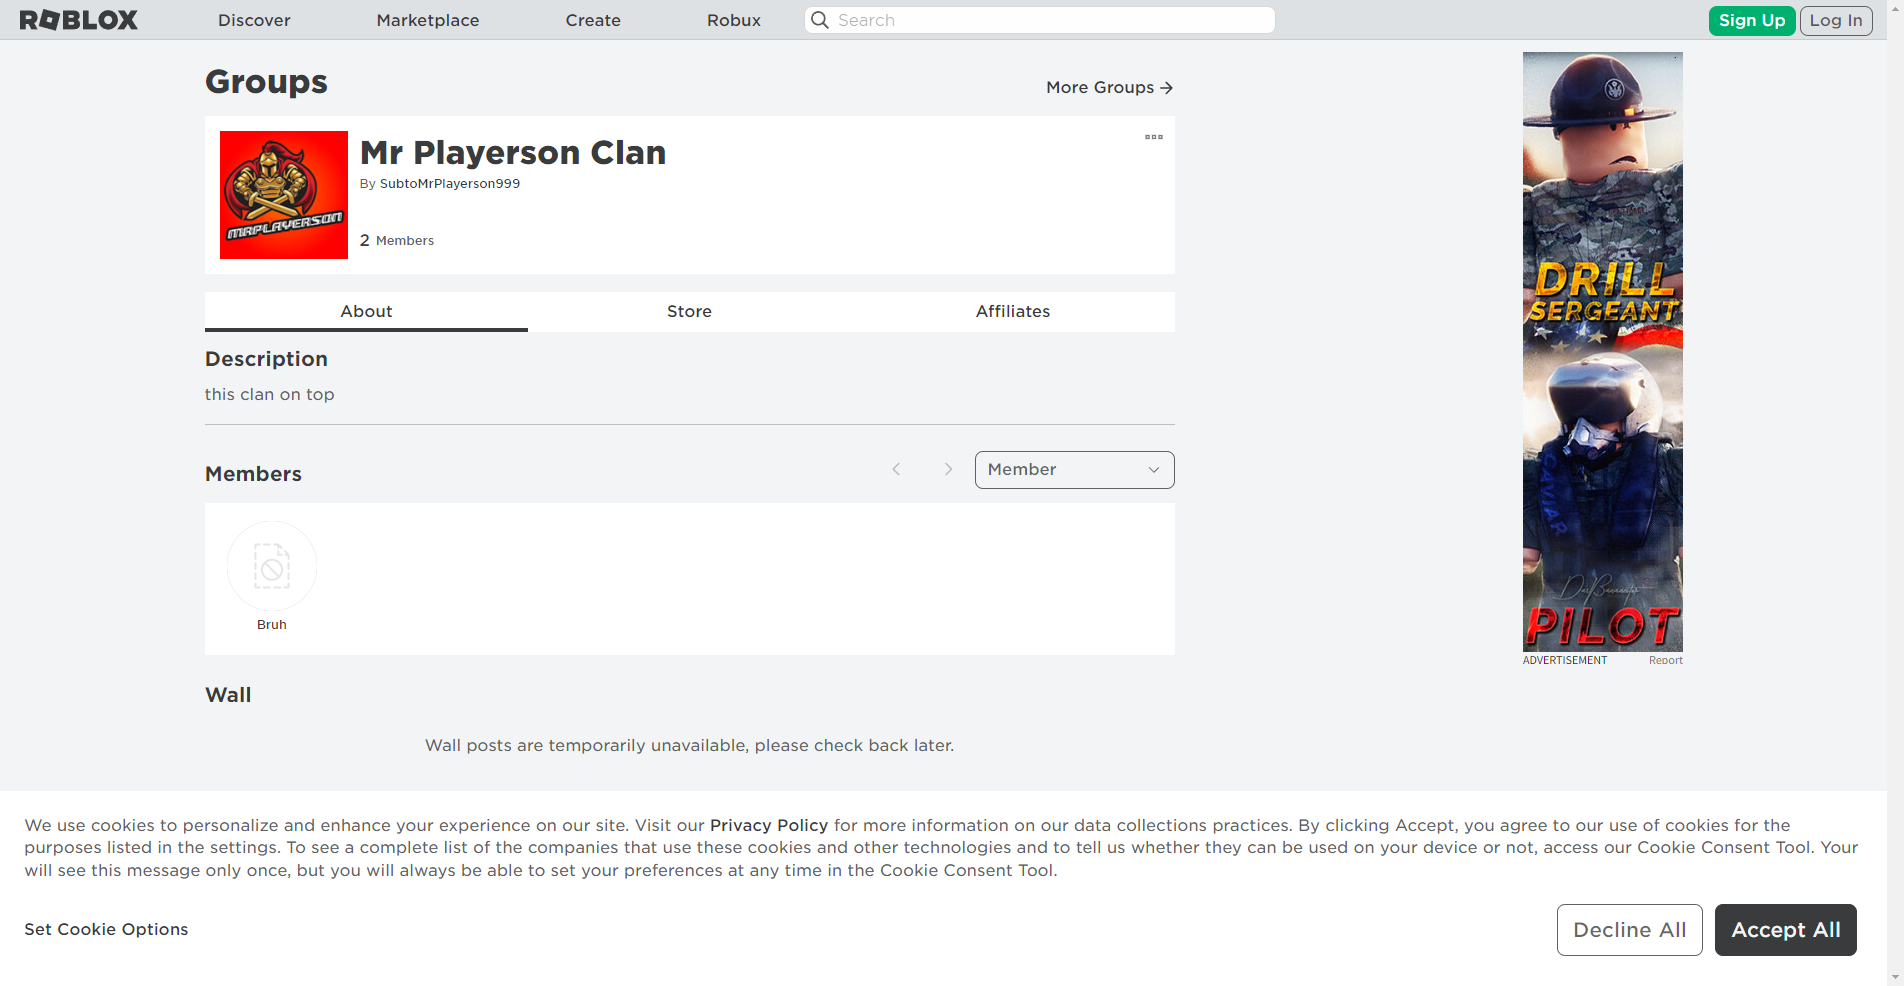 ROBLOX
Discover
Marketplace
Create
Robux
Search
Sign Up
Log In
Groups
More Groups
MRPLAYERSON
Mr Playerson Clan
By SubtoMrPlayerson999
2 Members
About
Store
Affiliates
Description
this clan on top
Members
Member
Bruh
Wall
Wall posts are temporarily unavailable, please check back later.
DRILL
SERGEANT
CAVIAR
PILOT
ADVERTISEMENT
Report
We use cookies to personalize and enhance your experience on our site. Visit our Privacy Policy for more information on our data collections practices. By clicking Accept, you agree to our use of cookies for the
purposes listed in the settings. To see a complete list of the companies that use these cookies and other technologies and to tell us whether they can be used on your device or not, access our Cookie Consent Tool. Your
will see this message only once, but you will always be able to set your preferences at any time in the Cookie Consent Tool.
Set Cookie Options
Decline All
Accept All